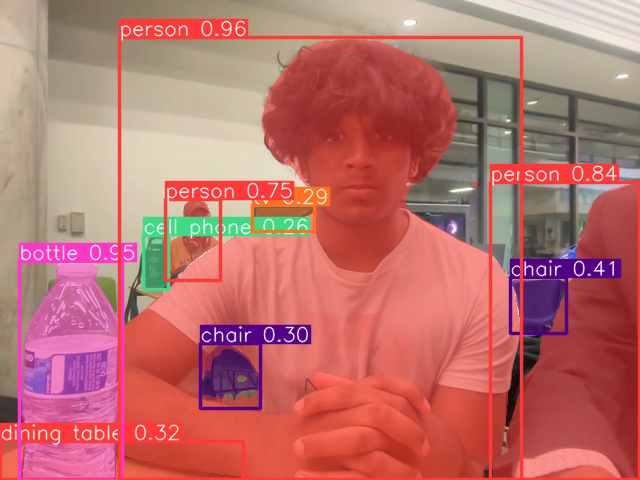 person 0.96
person 0.84
person 0.75
tv 0.29
cell phone 0.26
bottle 0.95
chair 0.41
chair 0.30
dining table 0.32